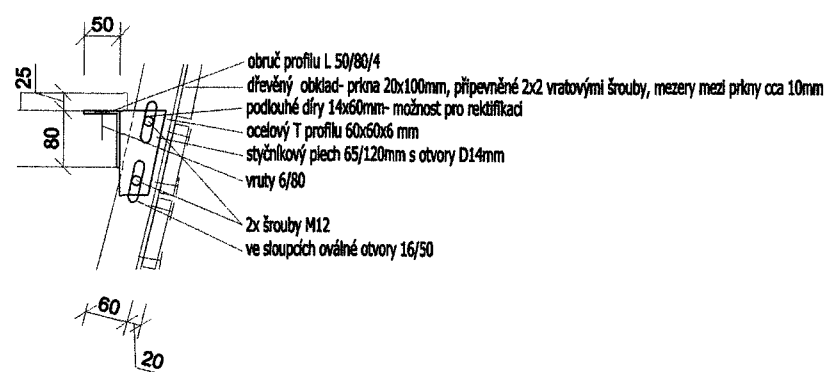 50
obruč profilu L 50/80/4
25
dřevěný obklad- prkna 20x100mm, připevněné 2x2 vratovými šrouby, mezery mezi prkny cca 10mm
podlouhé díry 14x60mm- možnost pro rektifikaci
80
ocelový T profilu 60x60x6 mm
styčníkový plech 65/120mm s otvory D14mm
vruty 6/80
2x šrouby M12
ve sloupcích oválné otvory 16/50
60
20